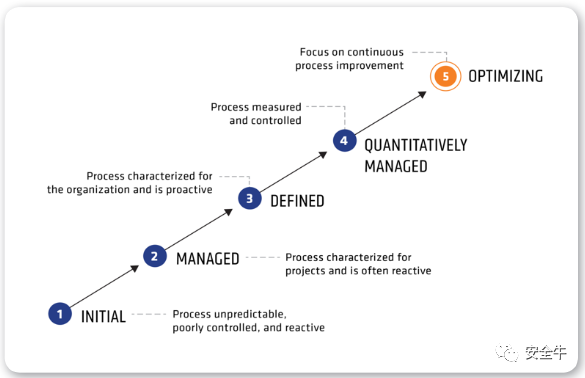 Focus on continuous
process improvement
5
OPTIMIZING
Process measured
and controlled
4
QUANTITATIVELY
MANAGED
Process characterized for
the organization and is proactive
3
DEFINED
2
MANAGED
Process characterized for
projects and is often reactive
1
INITIAL
Process unpredictable,
poorly controlled, and reactive
安全牛